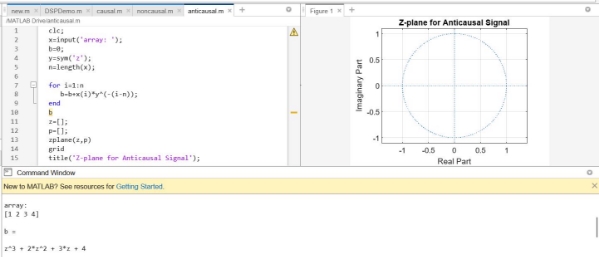 new.m × DSPDemo.m × causal.m × noncausal.m × anticausal.m × +
/MATLAB Drive/anticausal.m
1 clc;
2 x=input('array: ');
3 b=0;
4 y=sym('z');
5 n=length(x);
6
7 for i=1:n
8 b=b+x(i)*y^(-(i-n));
9 end
10 b
11 z=[];
12 p=[];
13 zplane(z,p)
14 grid
15 title('Z-plane for Anticausal Signal');
Figure 1 × +
Z-plane for Anticausal Signal
Imaginary Part
1
0.5
0
-0.5
-1
-1 -0.5 0 0.5 1
Real Part
Command Window
New to MATLAB? See resources for Getting Started.
array:
[1 2 3 4]
b =
z^3 + 2*z^2 + 3*z + 4